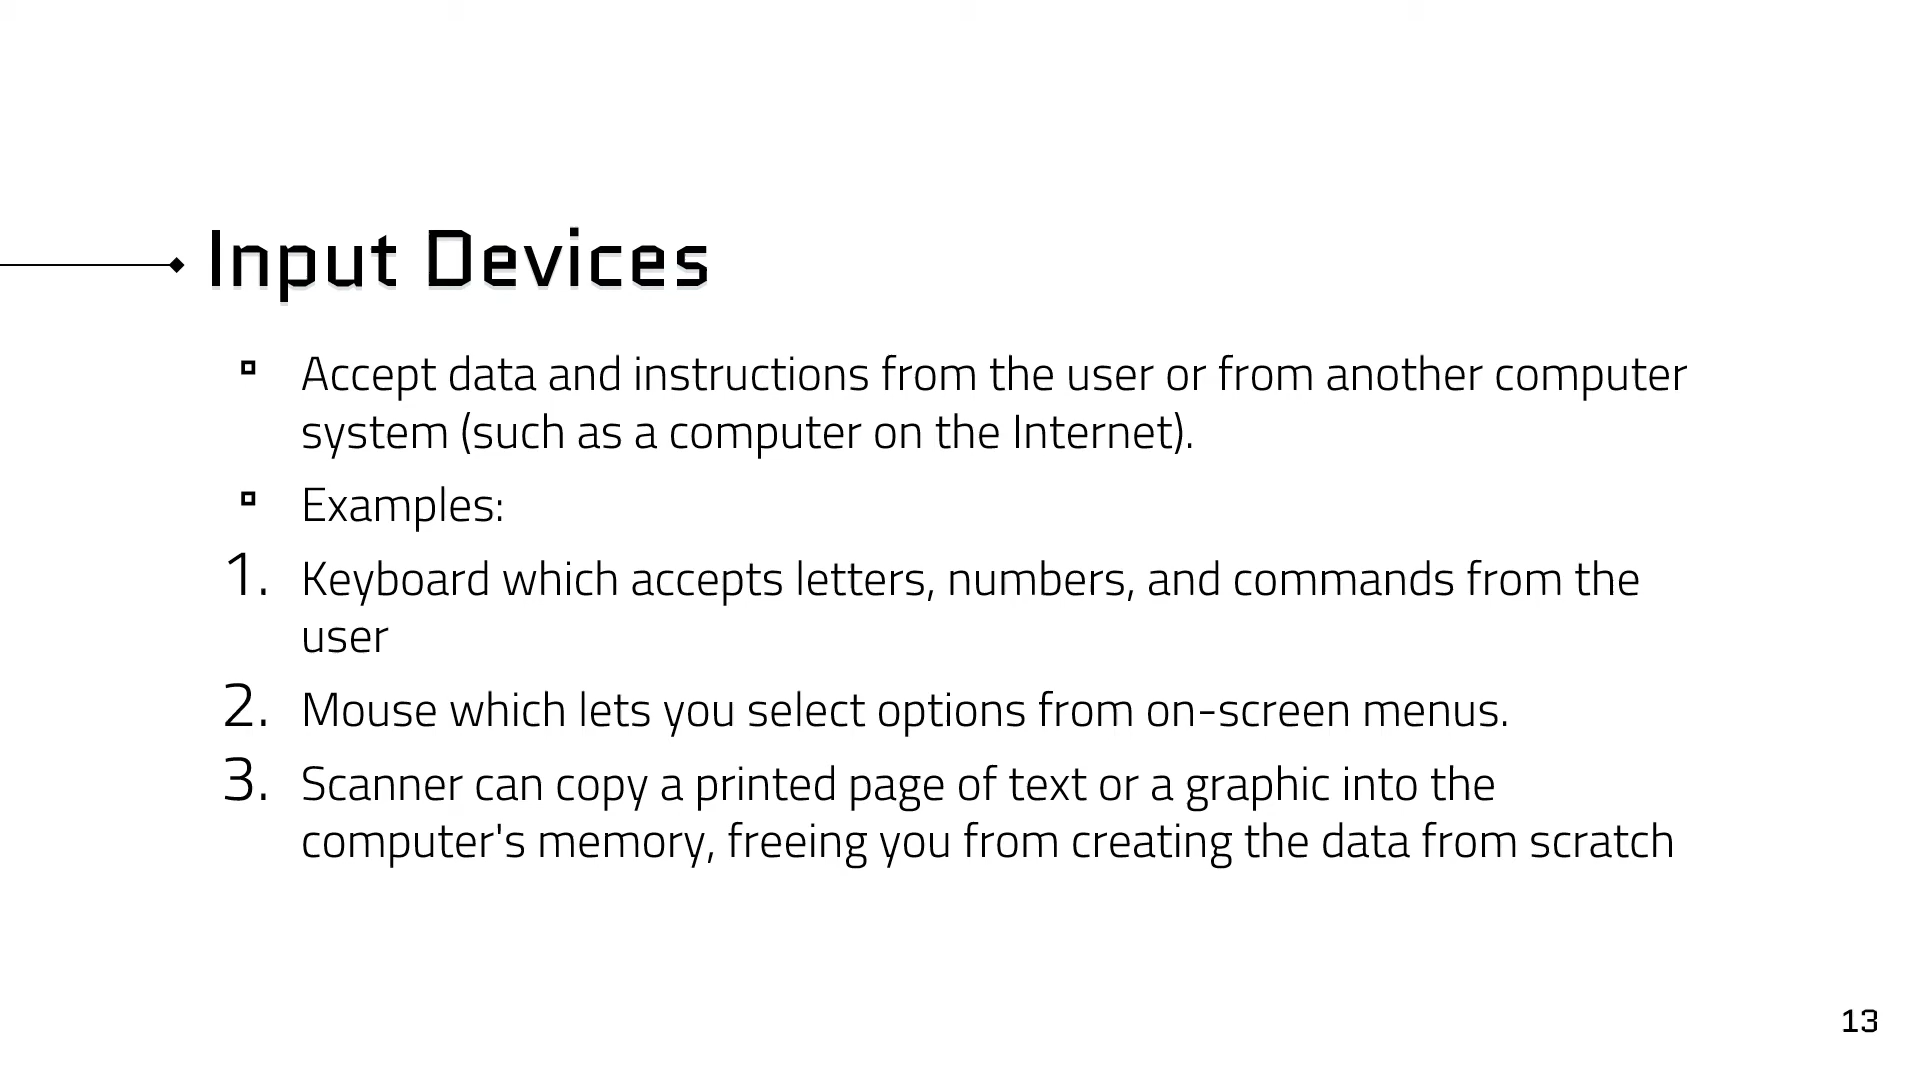 Input Devices
Accept data and instructions from the user or from another computer
system (such as a computer on the Internet).
Examples:
1. Keyboard which accepts letters, numbers, and commands from the
user
2. Mouse which lets you select options from on-screen menus.
3. Scanner can copy a printed page of text or a graphic into the
computer's memory, freeing you from creating the data from scratch
13